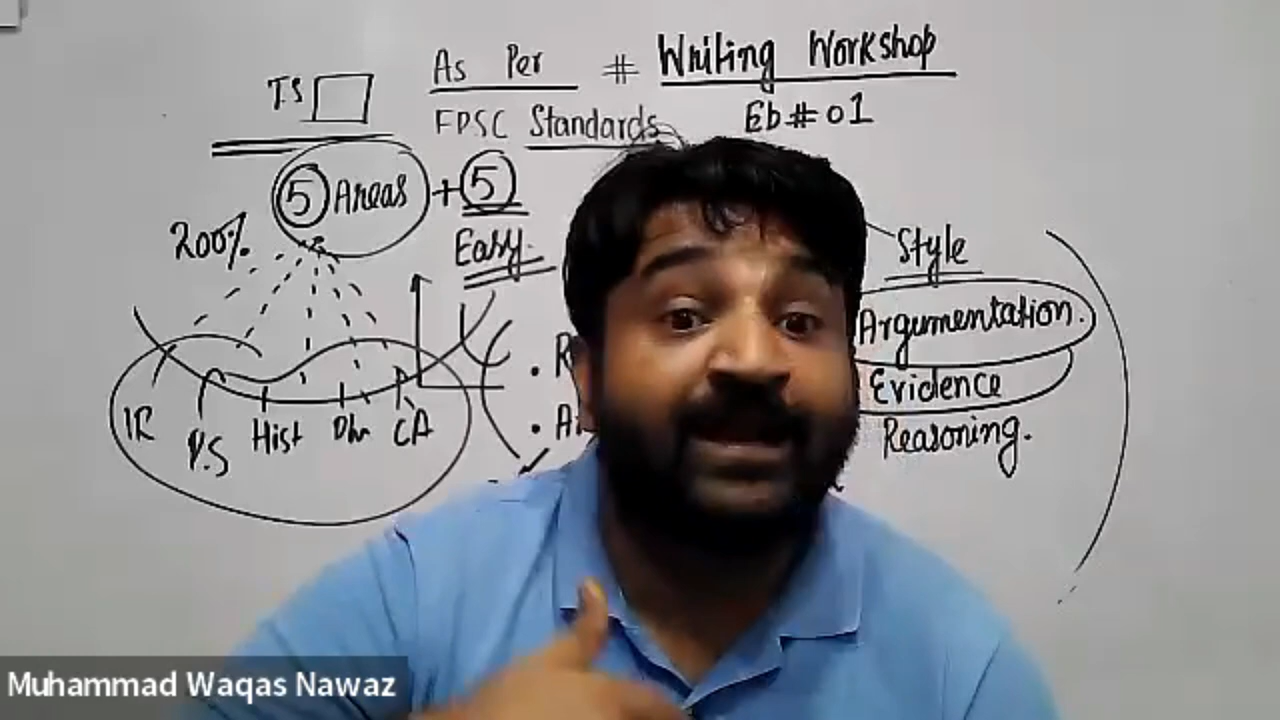 As Per # Writing Workshop
TS
FPSC Standards Eb#01
5 Areas + 5
200%
Easy.
Style
Argumentation.
Evidence
Reasoning.
IR P.S Hist CA
Muhammad Waqas Nawaz